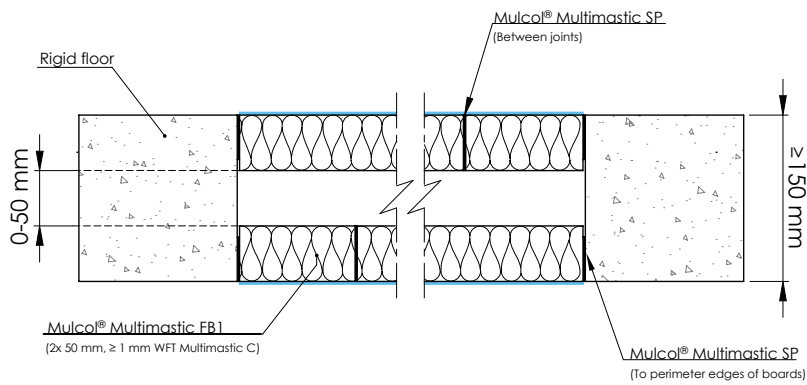 Mulcol® Multimastic SP
(Between joints)
Rigid floor
0-50 mm
≥ 150 mm
Mulcol® Multimastic FB1
(2x 50 mm, ≥ 1 mm WFT Multimastic C)
Mulcol® Multimastic SP
(To perimeter edges of boards)